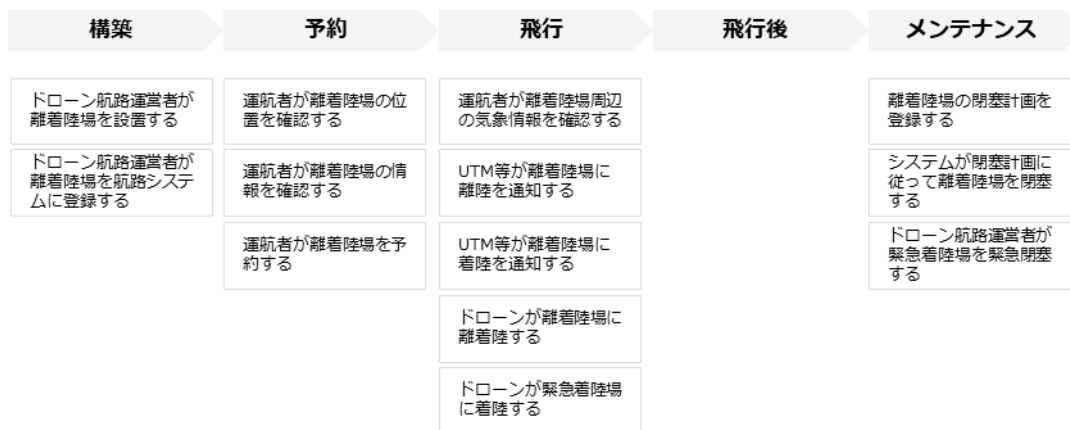 構築
予約
飛行
飛行後
メンテナンス
ドローン航路運営者が
離着陸場を設置する
ドローン航路運営者が
離着陸場を航路システ
ムに登録する
運航者が離着陸場の位
置を確認する
運航者が離着陸場の情
報を確認する
運航者が離着陸場を予
約する
運航者が離着陸場周辺
の気象情報を確認する
UTM等が離着陸場に
離陸を通知する
UTM等が離着陸場に
着陸を通知する
ドローンが離着陸場に
離着陸する
ドローンが緊急着陸場
に着陸する
離着陸場の閉塞計画を
登録する
システムが閉塞計画に
従って離着陸場を閉塞
する
ドローン航路運営者が
緊急着陸場を緊急閉塞
する